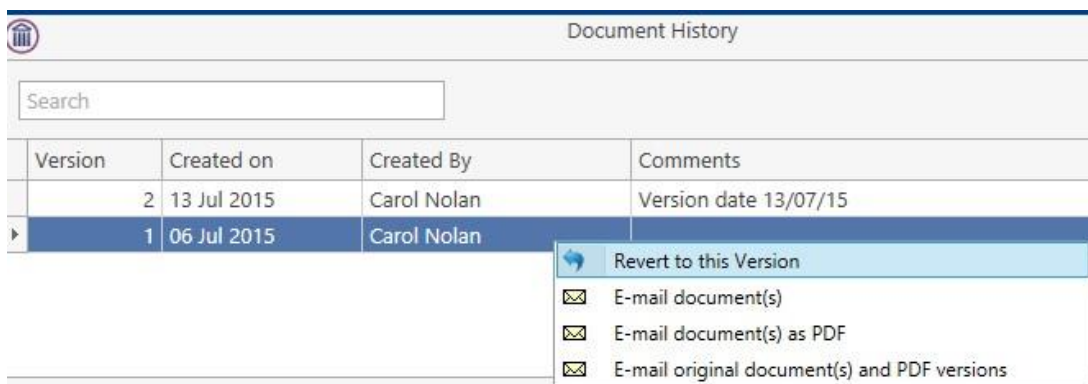 Document History
Search
Version Created on Created By Comments
2 13 Jul 2015 Carol Nolan Version date 13/07/15
1 06 Jul 2015 Carol Nolan
Revert to this Version
E-mail document(s)
E-mail document(s) as PDF
E-mail original document(s) and PDF versions